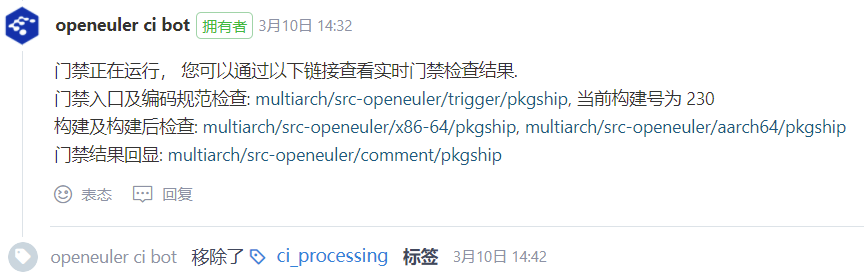 openeuler ci bot 拥有者 3月10日 14:32
门禁正在运行， 您可以通过以下链接查看实时门禁检查结果.
门禁入口及编码规范检查: multiarch/src-openeuler/trigger/pkgship, 当前构建号为 230
构建及构建后检查: multiarch/src-openeuler/x86-64/pkgship, multiarch/src-openeuler/aarch64/pkgship
门禁结果回显: multiarch/src-openeuler/comment/pkgship
表态 回复
openeuler ci bot 移除了 ci_processing 标签 3月10日 14:42